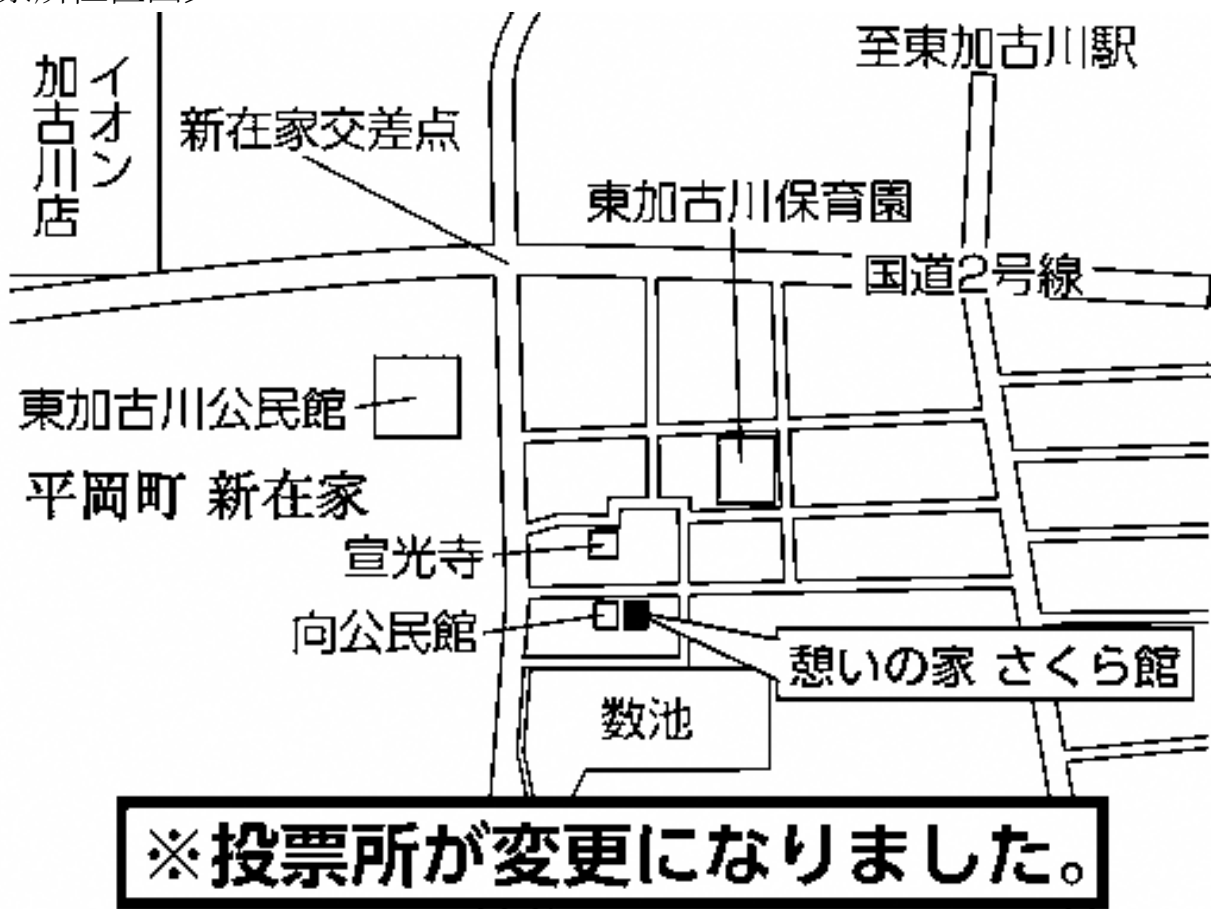 至東加古川駅
イオン
加古川店
新在家交差点
東加古川保育園
国道2号線
東加古川公民館
平岡町 新在家
宣光寺
向公民館
憩いの家 さくら館
数池
※投票所が変更になりました。